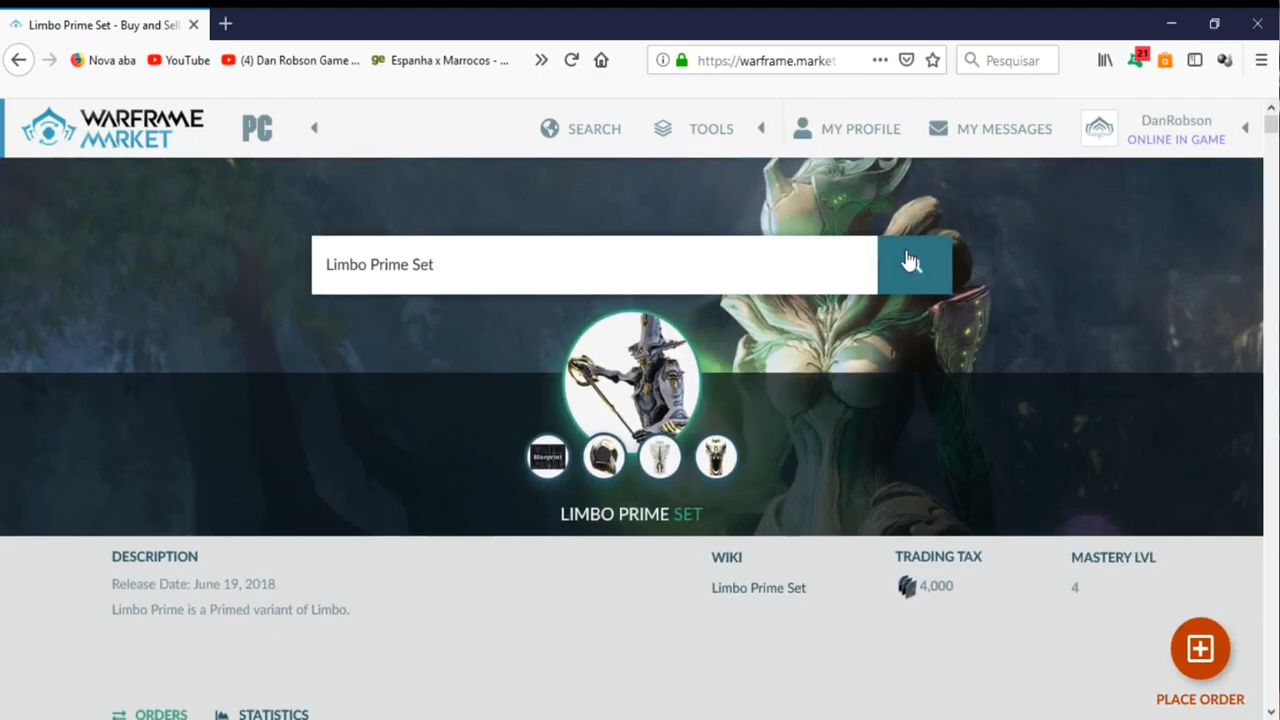 Limbo Prime Set - Buy and Sell
Nova aba
YouTube
(4) Dan Robson Game ...
ge Espanha x Marrocos - ...
https://warframe.market
Pesquisar
21
WARFRAME
MARKET
PC
SEARCH
TOOLS
MY PROFILE
MY MESSAGES
DanRobson
ONLINE IN GAME
Limbo Prime Set
Blueprint
LIMBO PRIME SET
DESCRIPTION
Release Date: June 19, 2018
Limbo Prime is a Primed variant of Limbo.
WIKI
Limbo Prime Set
TRADING TAX
4,000
MASTERY LVL
4
PLACE ORDER
ORDERS
STATISTICS